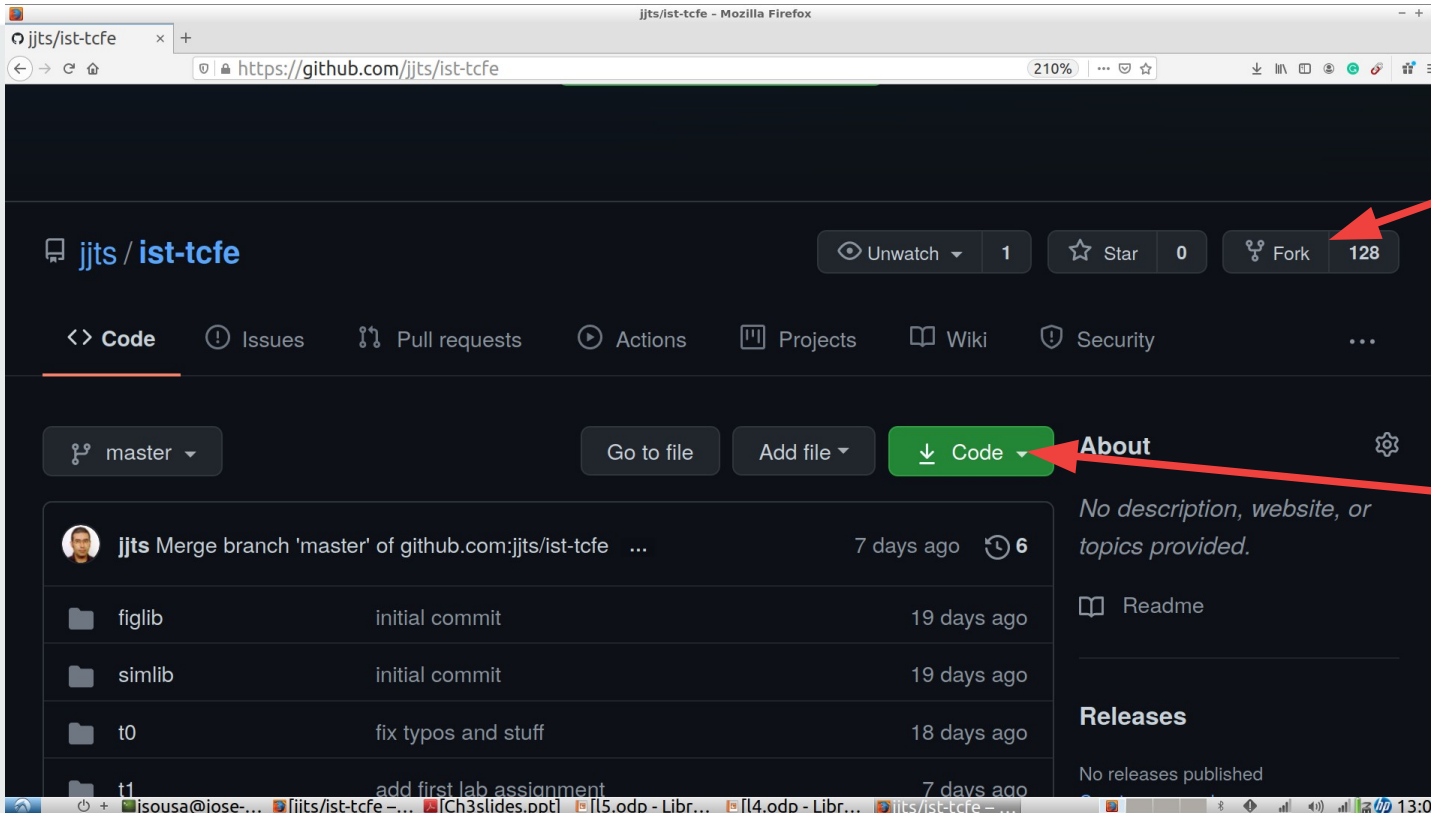 jjts/ist-tcfe - Mozilla Firefox
jjts/ist-tcfe × +
https://github.com/jjts/ist-tcfe 210%
jjts / ist-tcfe Unwatch 1 Star 0 Fork 128
<> Code Issues Pull requests Actions Projects Wiki Security ...
master Go to file Add file Code About
No description, website, or
topics provided.
jjts Merge branch 'master' of github.com:jjts/ist-tcfe ... 7 days ago 6
Readme
figlib initial commit 19 days ago
simlib initial commit 19 days ago
Releases
t0 fix typos and stuff 18 days ago
No releases published
t1 add first lab assignment 7 days ago
jsousa@jose-... [jjts/ist-tcfe –... [Ch3slides.ppt] [l5.odp - Libr... [l4.odp - Libr... jjts/ist-tcfe – ... hp 13:0